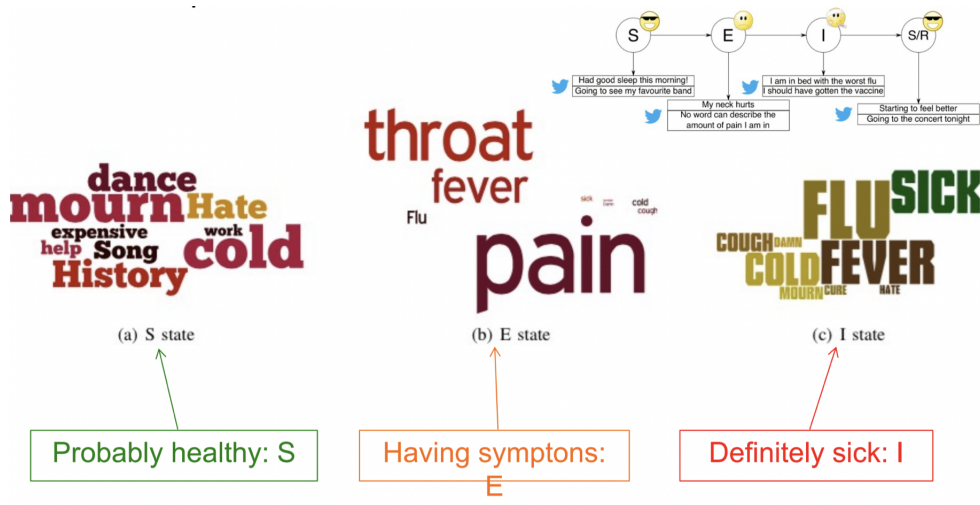 S
E
I
S/R
Had good sleep this morning!
Going to see my favourite band
My neck hurts
No word can describe the
amount of pain I am in
I am in bed with the worst flu
I should have gotten the vaccine
Starting to feel better
Going to the concert tonight
dance
mourn Hate
expensive work
help Song cold
History
(a) S state
throat
fever
Flu
sick
cold
cough
pain
(b) E state
SICK
FLU
COUGH DAMN
COLD FEVER
MOURN CURE HATE
(c) I state
Probably healthy: S
Having symptons:
E
Definitely sick: I